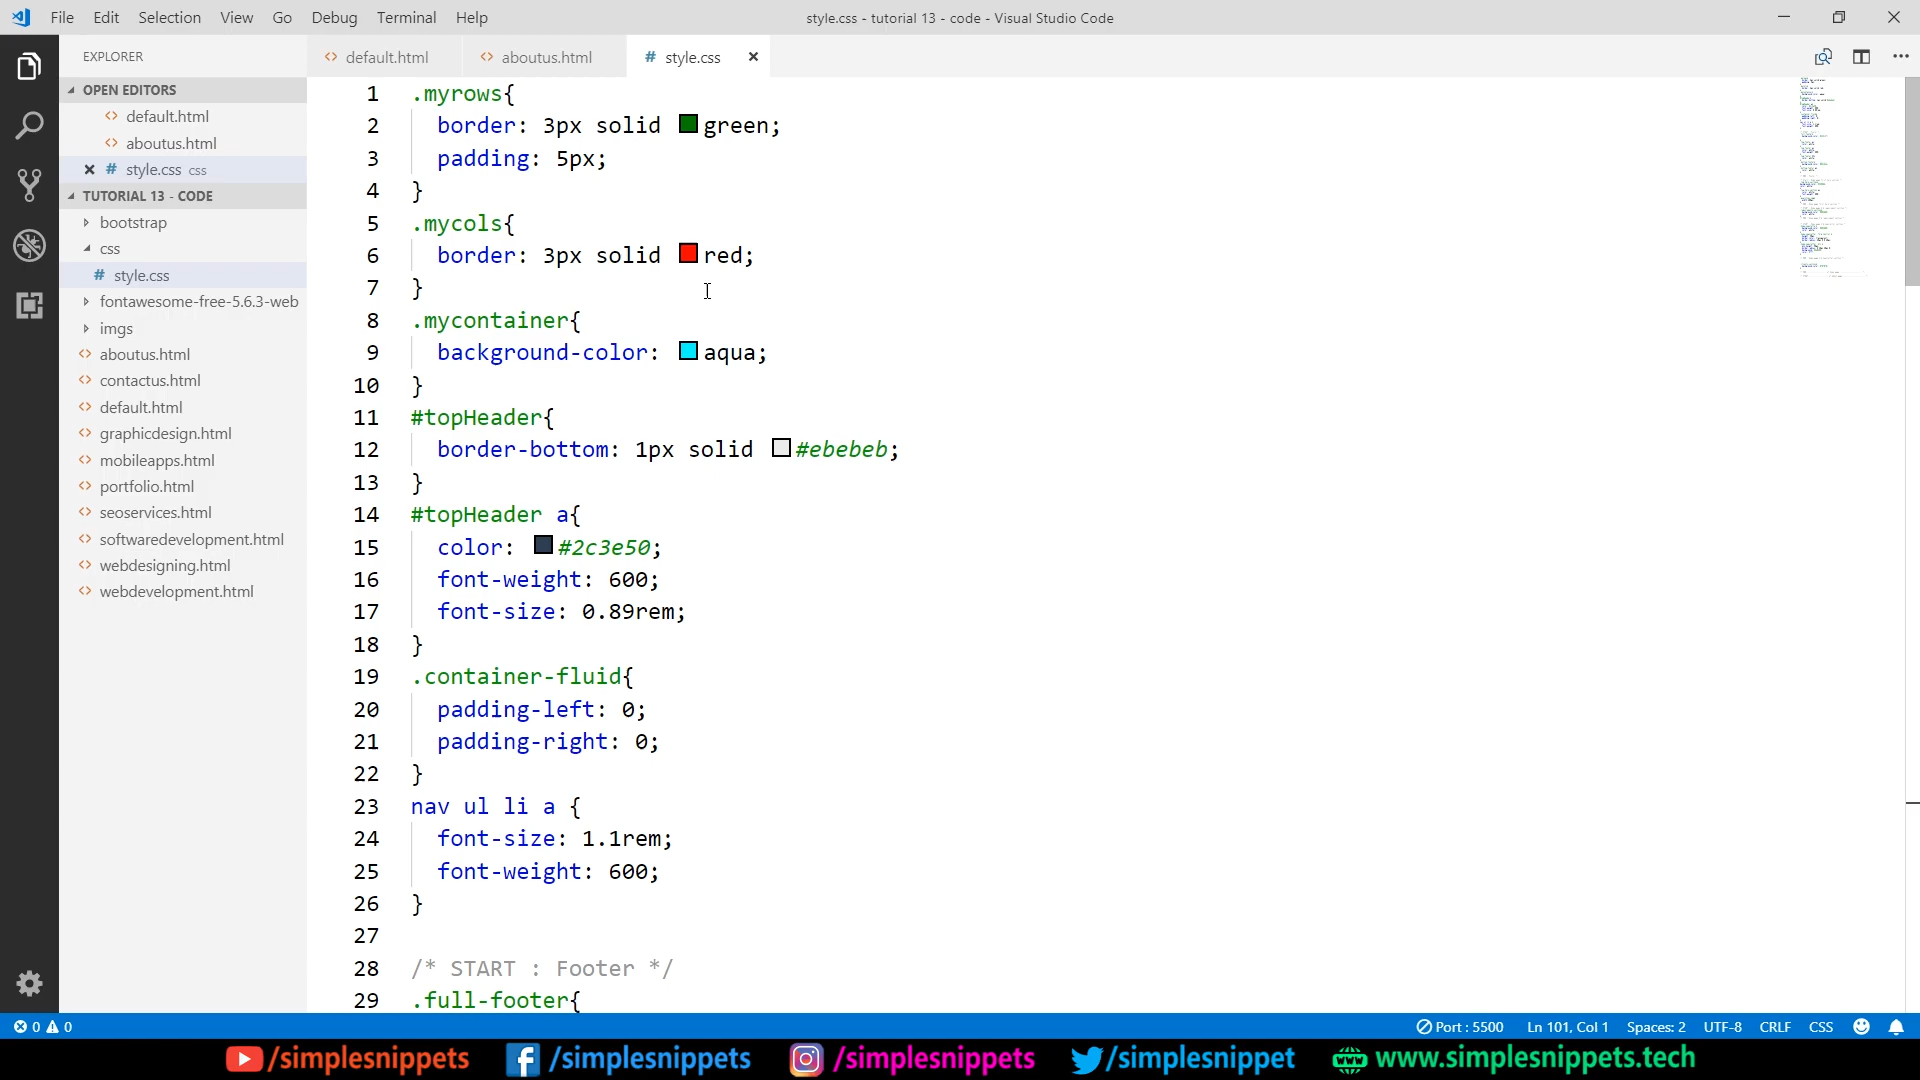 File Edit Selection View Go Debug Terminal Help
style.css - tutorial 13 - code - Visual Studio Code
EXPLORER
OPEN EDITORS
<> default.html
<> aboutus.html
# style.css css
TUTORIAL 13 - CODE
bootstrap
css
# style.css
fontawesome-free-5.6.3-web
imgs
<> aboutus.html
<> contactus.html
<> default.html
<> graphicdesign.html
<> mobileapps.html
<> portfolio.html
<> seoservices.html
<> softwaredevelopment.html
<> webdesigning.html
<> webdevelopment.html
<> default.html <> aboutus.html # style.css
1 .myrows{
2 border: 3px solid green;
3 padding: 5px;
4 }
5 .mycols{
6 border: 3px solid red;
7 }
8 .mycontainer{
9 background-color: aqua;
10 }
11 #topHeader{
12 border-bottom: 1px solid #ebebeb;
13 }
14 #topHeader a{
15 color: #2c3e50;
16 font-weight: 600;
17 font-size: 0.89rem;
18 }
19 .container-fluid{
20 padding-left: 0;
21 padding-right: 0;
22 }
23 nav ul li a {
24 font-size: 1.1rem;
25 font-weight: 600;
26 }
27
28 /* START : Footer */
29 .full-footer{
0 0 Port : 5500 Ln 101, Col 1 Spaces: 2 UTF-8 CRLF CSS
/simplesnippets /simplesnippets /simplesnippets /simplesnippets www.simplesnippets.tech